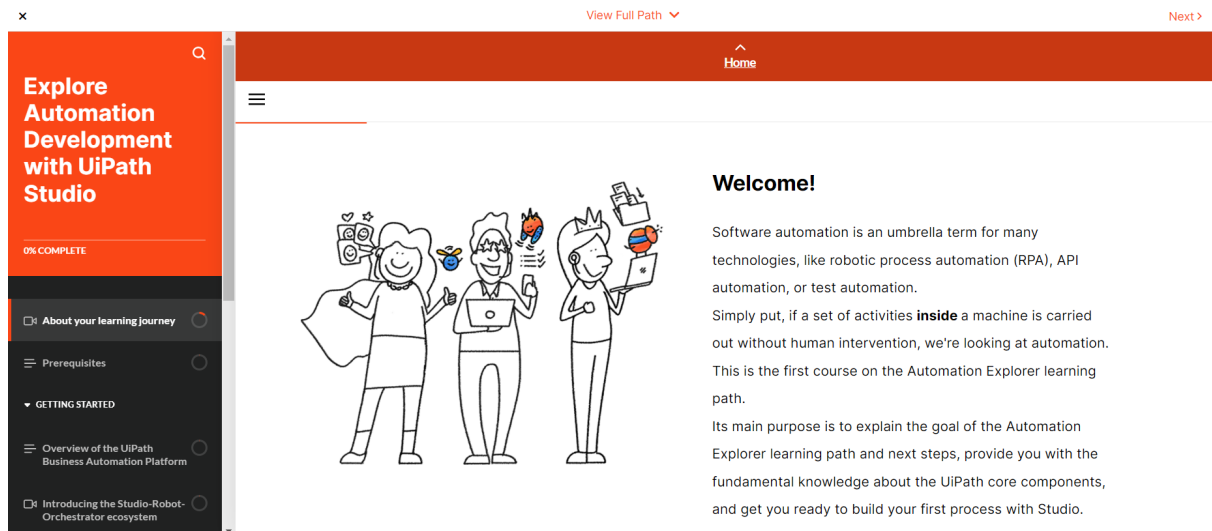 ×
View Full Path
Next >
Explore
Automation
Development
with UiPath
Studio
0% COMPLETE
About your learning journey
Prerequisites
GETTING STARTED
Overview of the UiPath
Business Automation Platform
Introducing the Studio-Robot-
Orchestrator ecosystem
Home
Welcome!
Software automation is an umbrella term for many
technologies, like robotic process automation (RPA), API
automation, or test automation.
Simply put, if a set of activities inside a machine is carried
out without human intervention, we're looking at automation.
This is the first course on the Automation Explorer learning
path.
Its main purpose is to explain the goal of the Automation
Explorer learning path and next steps, provide you with the
fundamental knowledge about the UiPath core components,
and get you ready to build your first process with Studio.